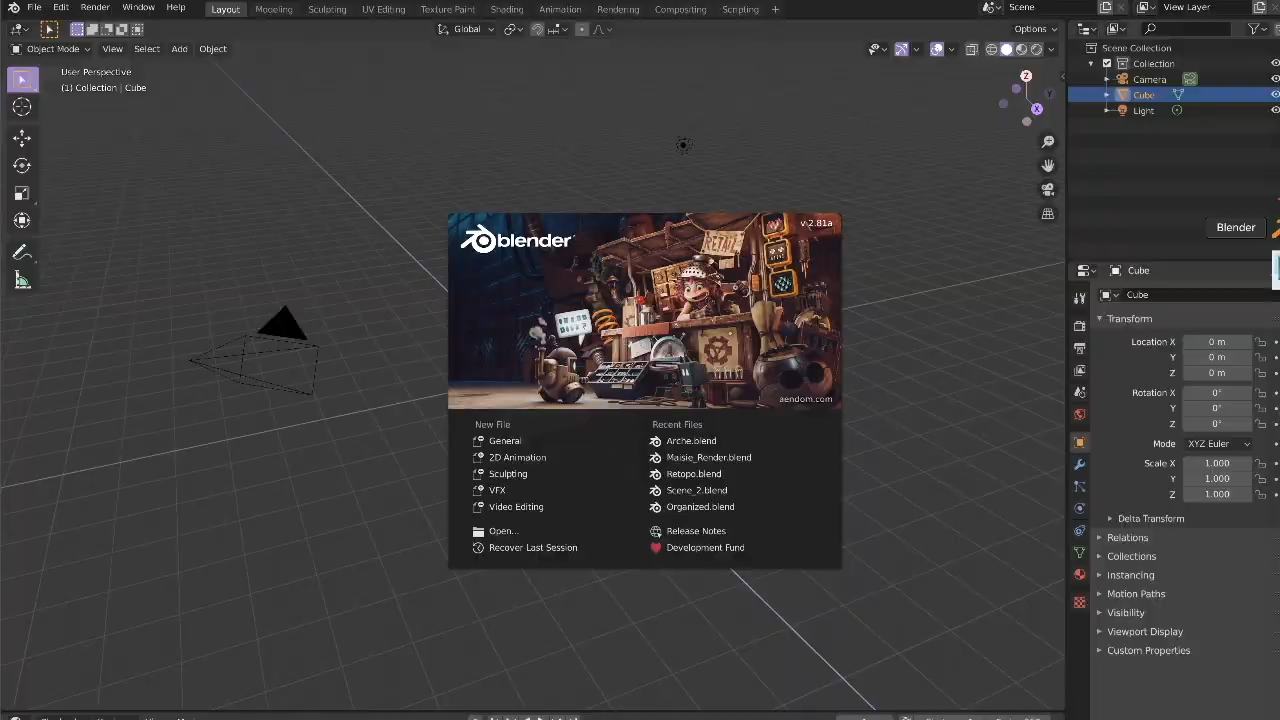 File Edit Render Window Help
Layout Modeling Sculpting UV Editing Texture Paint Shading Animation Rendering Compositing Scripting +
Scene
View Layer
Global
Options
Object Mode View Select Add Object
User Perspective
(1) Collection | Cube
Z
Y
X
blender
v 2.81a
RETAIL
aendom.com
New File
General
2D Animation
Sculpting
VFX
Video Editing
Open...
Recover Last Session
Recent Files
Arche.blend
Maisie_Render.blend
Retopo.blend
Scene_2.blend
Organized.blend
Release Notes
Development Fund
Scene Collection
Collection
Camera
Cube
Light
Blender
Cube
Cube
Transform
Location X 0 m
Y 0 m
Z 0 m
Rotation X 0°
Y 0°
Z 0°
Mode XYZ Euler
Scale X 1.000
Y 1.000
Z 1.000
Delta Transform
Relations
Collections
Instancing
Motion Paths
Visibility
Viewport Display
Custom Properties